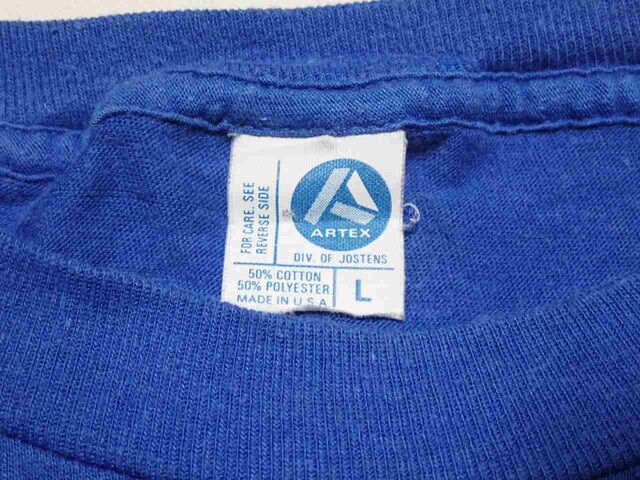 FOR CARE, SEE
REVERSE SIDE
ARTEX
DIV. OF JOSTENS
50% COTTON
50% POLYESTER
MADE IN U.S.A
L